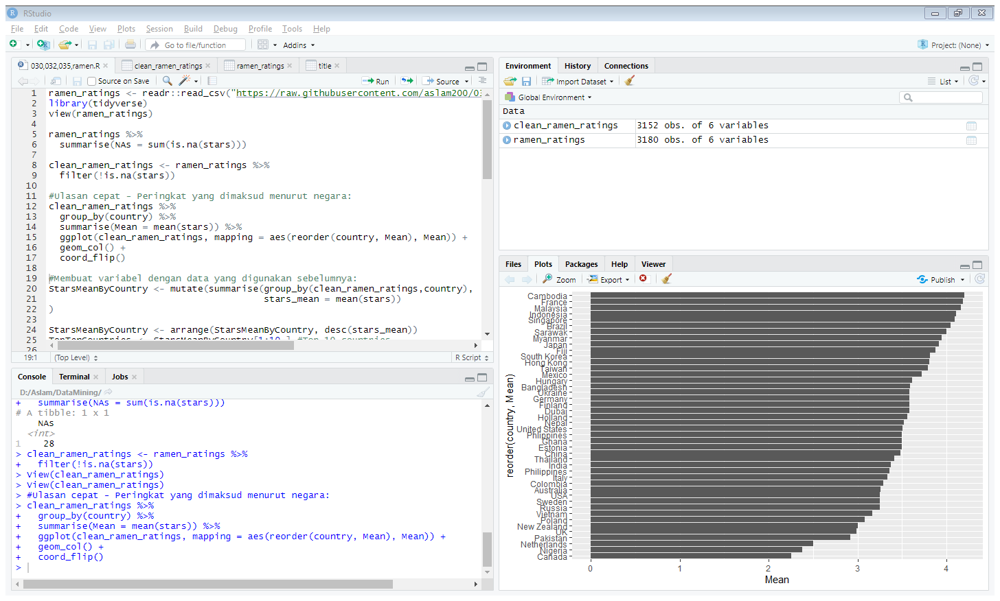 RStudio
File Edit Code View Plots Session Build Debug Profile Tools Help
Go to file/function Addins Project: (None)
030,032,035,ramen.R clean_ramen_ratings ramen_ratings title
Source on Save Run Source
1 ramen_ratings <- readr::read_csv("https://raw.githubusercontent.com/aslam200/03
2 library(tidyverse)
3 view(ramen_ratings)
4
5 ramen_ratings %>%
6 summarise(NAs = sum(is.na(stars)))
7
8 clean_ramen_ratings <- ramen_ratings %>%
9 filter(!is.na(stars))
10
11 #Ulasan cepat - Peringkat yang dimaksud menurut negara:
12 clean_ramen_ratings %>%
13 group_by(country) %>%
14 summarise(Mean = mean(stars)) %>%
15 ggplot(clean_ramen_ratings, mapping = aes(reorder(country, Mean), Mean)) +
16 geom_col() +
17 coord_flip()
18
19 #Membuat variabel dengan data yang digunakan sebelumnya:
20 StarsMeanByCountry <- mutate(summarise(group_by(clean_ramen_ratings,country),
21 stars_mean = mean(stars))
22 )
23
24 StarsMeanByCountry <- arrange(StarsMeanByCountry, desc(stars_mean))
25 TopTenCountries <- StarsMeanByCountry[1:10,] #Top 10 countries
26
19:1 (Top Level) R Script
Console Terminal Jobs
D:/Aslam/DataMining/
+ summarise(NAs = sum(is.na(stars)))
# A tibble: 1 x 1
NAs
<int>
1 28
> clean_ramen_ratings <- ramen_ratings %>%
+ filter(!is.na(stars))
> View(clean_ramen_ratings)
> View(clean_ramen_ratings)
> #Ulasan cepat - Peringkat yang dimaksud menurut negara:
> clean_ramen_ratings %>%
+ group_by(country) %>%
+ summarise(Mean = mean(stars)) %>%
+ ggplot(clean_ramen_ratings, mapping = aes(reorder(country, Mean), Mean)) +
+ geom_col() +
+ coord_flip()
>
Environment History Connections
Import Dataset List
Global Environment
Data
clean_ramen_ratings 3152 obs. of 6 variables
ramen_ratings 3180 obs. of 6 variables
Files Plots Packages Help Viewer
Zoom Export Publish
reorder(country, Mean)
Cambodia
France
Malaysia
Indonesia
Singapore
Brazil
Sarawak
Myanmar
Japan
Fiji
South Korea
Hong Kong
Taiwan
Mexico
Hungary
Bangladesh
Ukraine
Germany
Finland
Dubai
Holland
Nepal
United States
Philippines
Ghana
Estonia
China
Thailand
India
Philippines
Italy
Colombia
Australia
USA
Sweden
Russia
Vietnam
Poland
New Zealand
UK
Pakistan
Netherlands
Nigeria
Canada
0 1 2 3 4
Mean